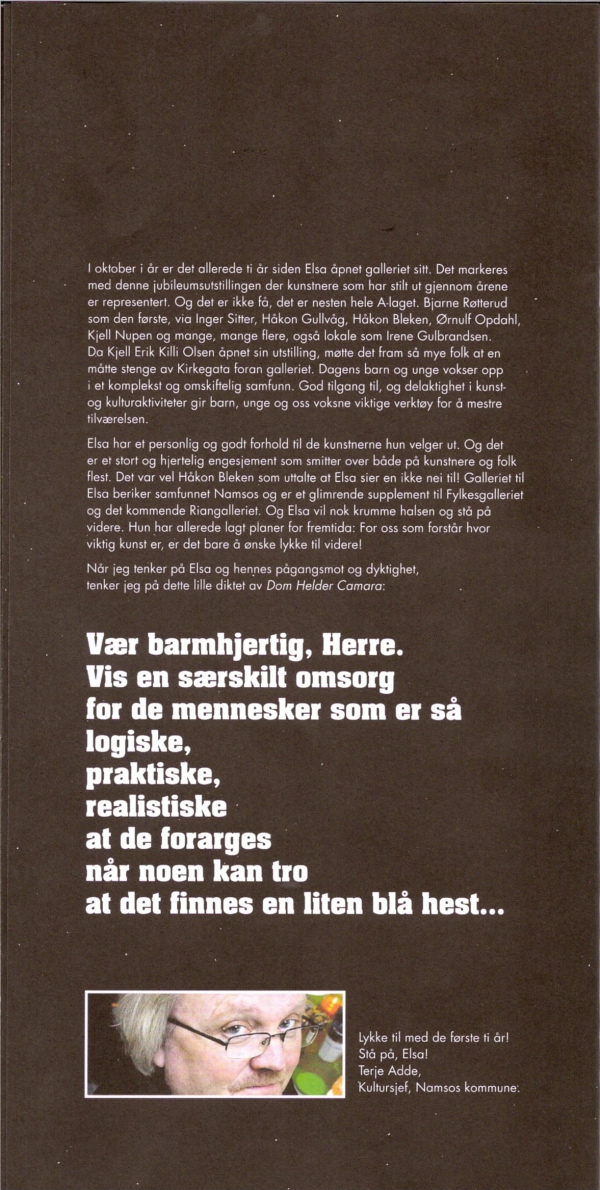 I oktober i år er det allerede ti år siden Elsa åpnet galleriet sitt. Det markeres
med denne jubileumsutstillingen der kunstnere som har stilt ut gjennom årene
er representert. Og det er ikke få, det er nesten hele A-laget. Bjarne Røtterud
som den første, via Inger Sitter, Håkon Gullvåg, Håkon Bleken, Ørnulf Opdahl,
Kjell Nupen og mange, mange flere, også lokale som Irene Gulbrandsen.
Da Kjell Erik Killi Olsen åpnet sin utstilling, møtte det fram så mye folk at en
måtte stenge av Kirkegata foran galleriet. Dagens barn og unge vokser opp
i et komplekst og omskiftelig samfunn. God tilgang til, og delaktighet i kunst-
og kulturaktiviteter gir barn, unge og oss voksne viktige verktøy for å mestre
tilværelsen.
Elsa har et personlig og godt forhold til de kunstnerne hun velger ut. Og det
er et stort og hjertelig engesjement som smitter over både på kunstnere og folk
flest. Det var vel Håkon Bleken som uttalte at Elsa sier en ikke nei til! Galleriet til
Elsa beriker samfunnet Namsos og er et glimrende supplement til Fylkesgalleriet
og det kommende Riangalleriet. Og Elsa vil nok krumme halsen og stå på
videre. Hun har allerede lagt planer for fremtida: For oss som forstår hvor
viktig kunst er, er det bare å ønske lykke til videre!
Når jeg tenker på Elsa og hennes pågangsmot og dyktighet,
tenker jeg på dette lille diktet av Dom Helder Camara:
Vær barmhjertig, Herre.
Vis en særskilt omsorg
for de mennesker som er så
logiske,
praktiske,
realistiske
at de forarges
når noen kan tro
at det finnes en liten blå hest...
Lykke til med de første ti år!
Stå på, Elsa!
Terje Adde,
Kultursjef, Namsos kommune.